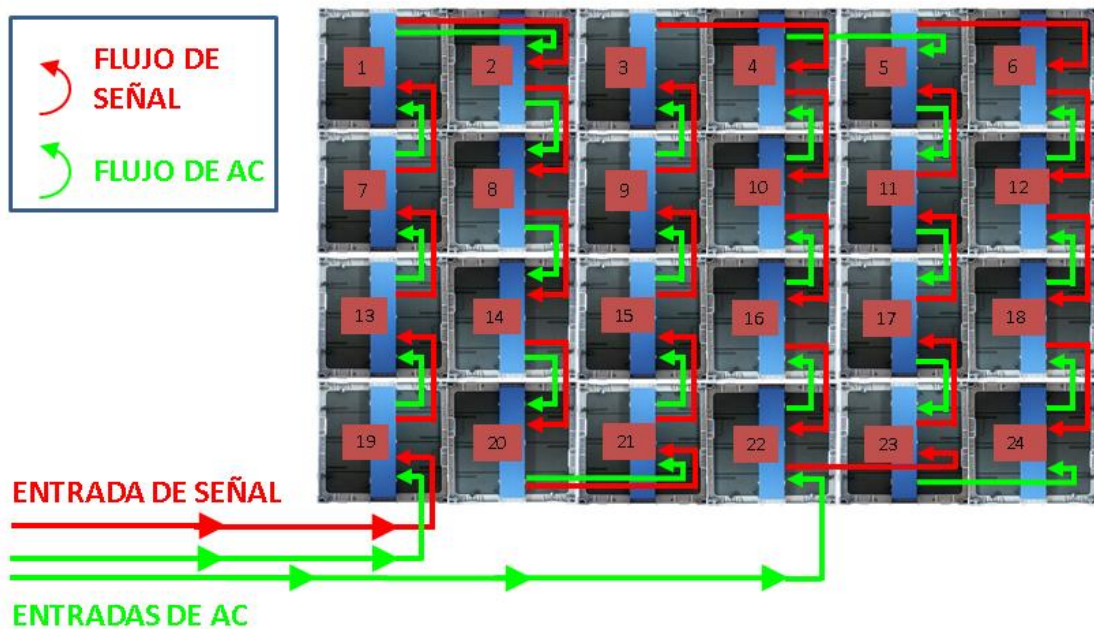 FLUJO DE
SEÑAL
FLUJO DE AC
1 2 3 4 5 6
7 8 9 10 11 12
13 14 15 16 17 18
19 20 21 22 23 24
ENTRADA DE SEÑAL
ENTRADAS DE AC